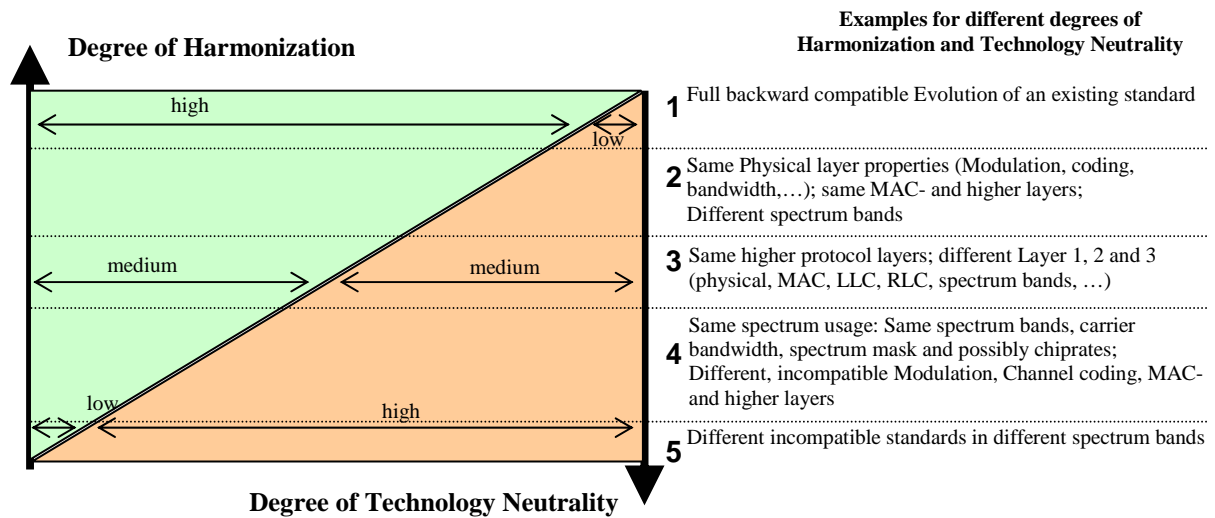 Examples for different degrees of
Harmonization and Technology Neutrality
Degree of Harmonization
high
low
1 Full backward compatible Evolution of an existing standard
2 Same Physical layer properties (Modulation, coding,
bandwidth,…); same MAC- and higher layers;
Different spectrum bands
medium
medium
3 Same higher protocol layers; different Layer 1, 2 and 3
(physical, MAC, LLC, RLC, spectrum bands, …)
4 Same spectrum usage: Same spectrum bands, carrier
bandwidth, spectrum mask and possibly chiprates;
Different, incompatible Modulation, Channel coding, MAC-
and higher layers
low
high
5 Different incompatible standards in different spectrum bands
Degree of Technology Neutrality